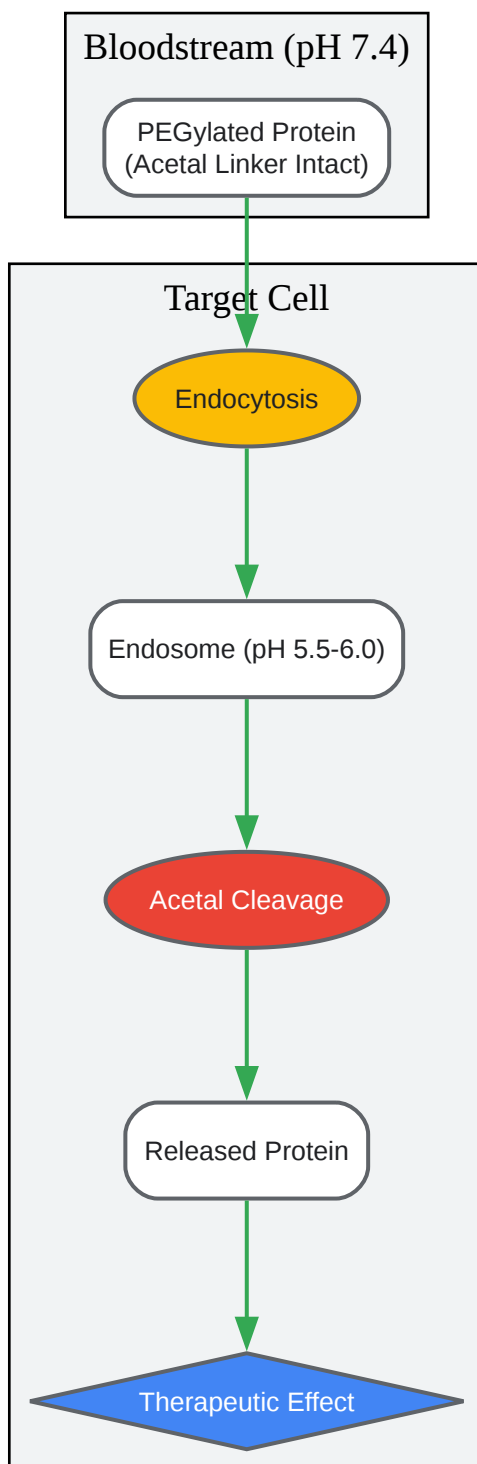 Bloodstream (pH 7.4)
PEGylated Protein
(Acetal Linker Intact)
Target Cell
Endocytosis
Endosome (pH 5.5-6.0)
Acetal Cleavage
Released Protein
Therapeutic Effect